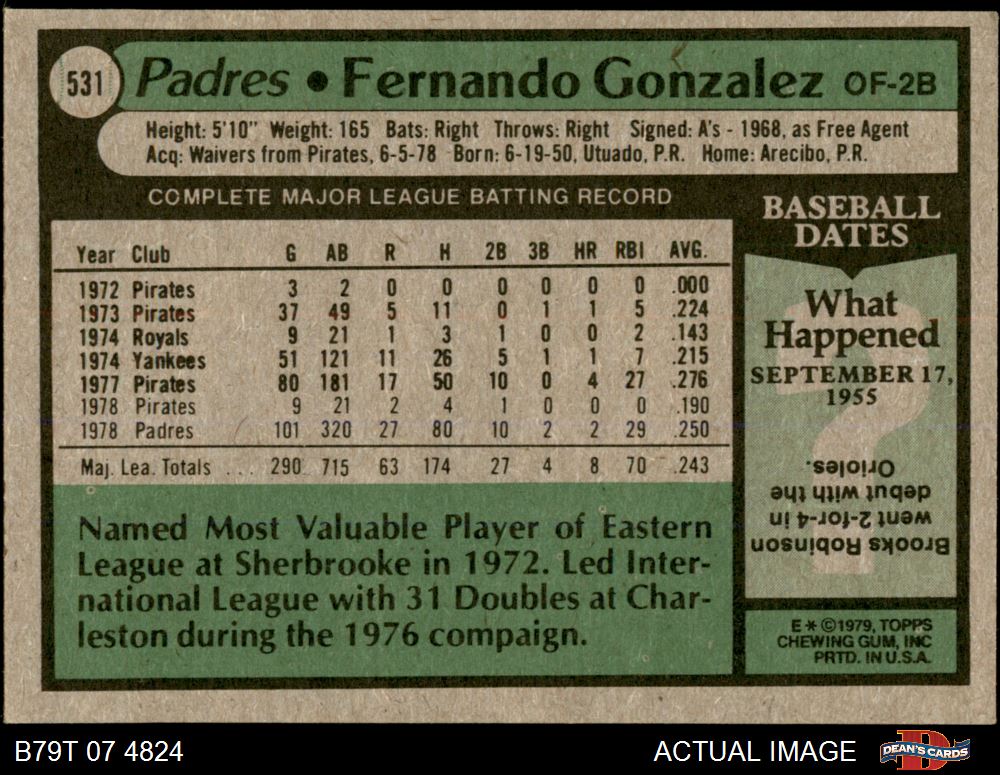 531 Padres • Fernando Gonzalez OF-2B
Height: 5'10" Weight: 165 Bats: Right Throws: Right Signed: A's - 1968, as Free Agent
Acq: Waivers from Pirates, 6-5-78 Born: 6-19-50, Utuado, P.R. Home: Arecibo, P.R.
COMPLETE MAJOR LEAGUE BATTING RECORD
Year Club G AB R H 2B 3B HR RBI AVG.
1972 Pirates 3 2 0 0 0 0 0 0 .000
1973 Pirates 37 49 5 11 0 1 1 5 .224
1974 Royals 9 21 1 3 1 0 0 2 .143
1974 Yankees 51 121 11 26 5 1 1 7 .215
1977 Pirates 80 181 17 50 10 0 4 27 .276
1978 Pirates 9 21 2 4 1 0 0 0 .190
1978 Padres 101 320 27 80 10 2 2 29 .250
Maj. Lea. Totals ... 290 715 63 174 27 4 8 70 .243
Named Most Valuable Player of Eastern
League at Sherbrooke in 1972. Led Inter-
national League with 31 Doubles at Char-
leston during the 1976 compaign.
BASEBALL
DATES
What
Happened
SEPTEMBER 17,
1955
Brooks Robinson
went 2-for-4 in
debut with the
Orioles.
E * © 1979, TOPPS
CHEWING GUM, INC
PRTD. IN U.S.A.
B79T 07 4824
ACTUAL IMAGE
DEAN'S CARDS